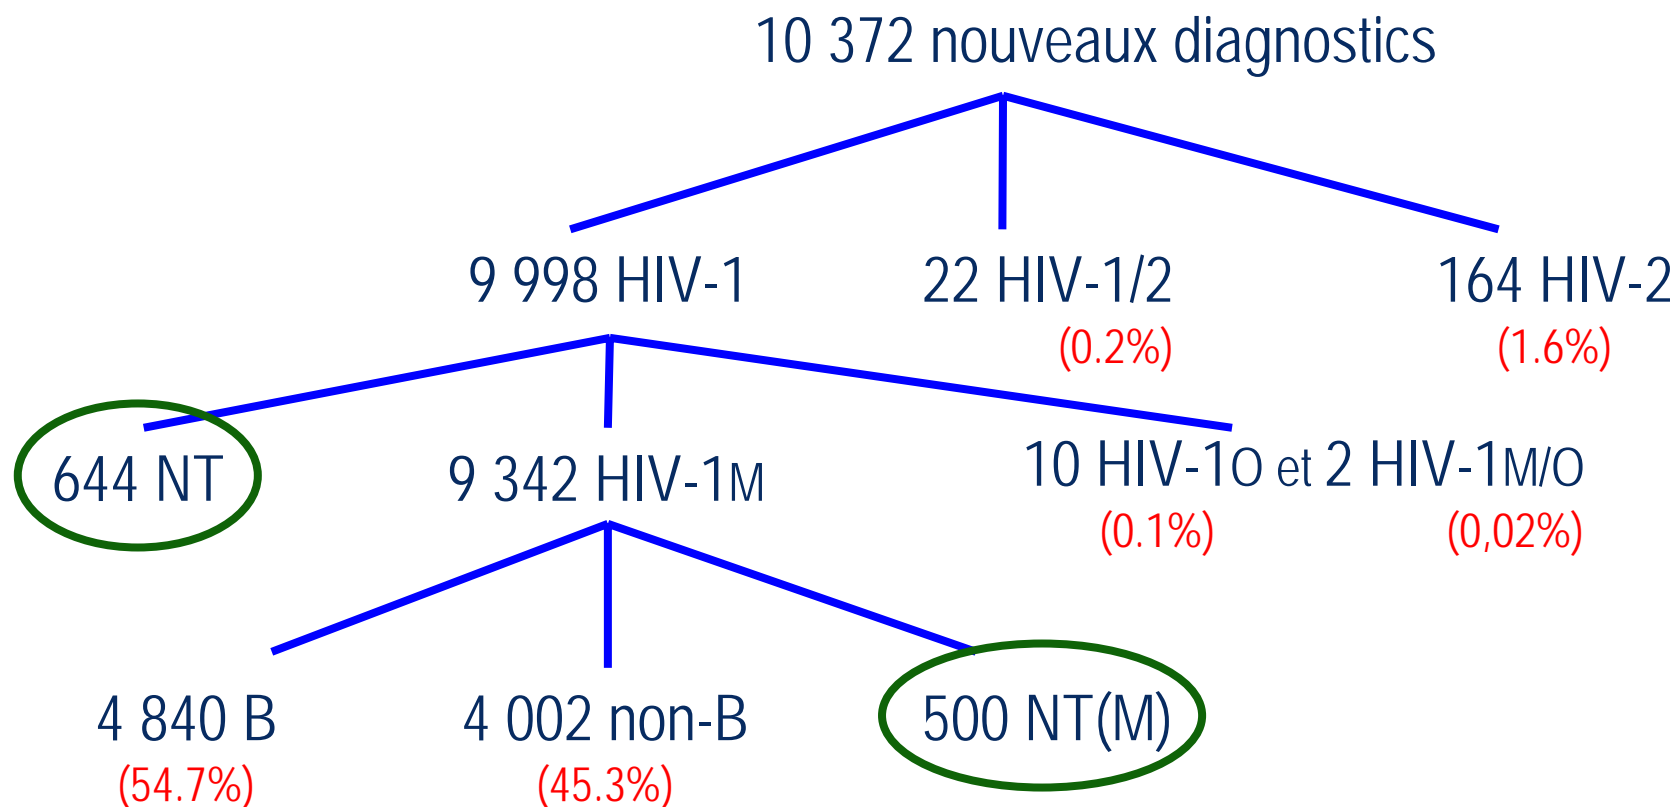 10 372 nouveaux diagnostics
9 998 HIV-1 22 HIV-1/2 164 HIV-2
(0.2%) (1.6%)
644 NT 9 342 HIV-1M 10 HIV-1O et 2 HIV-1M/O
(0.1%) (0,02%)
4 840 B 4 002 non-B 500 NT(M)
(54.7%) (45.3%)